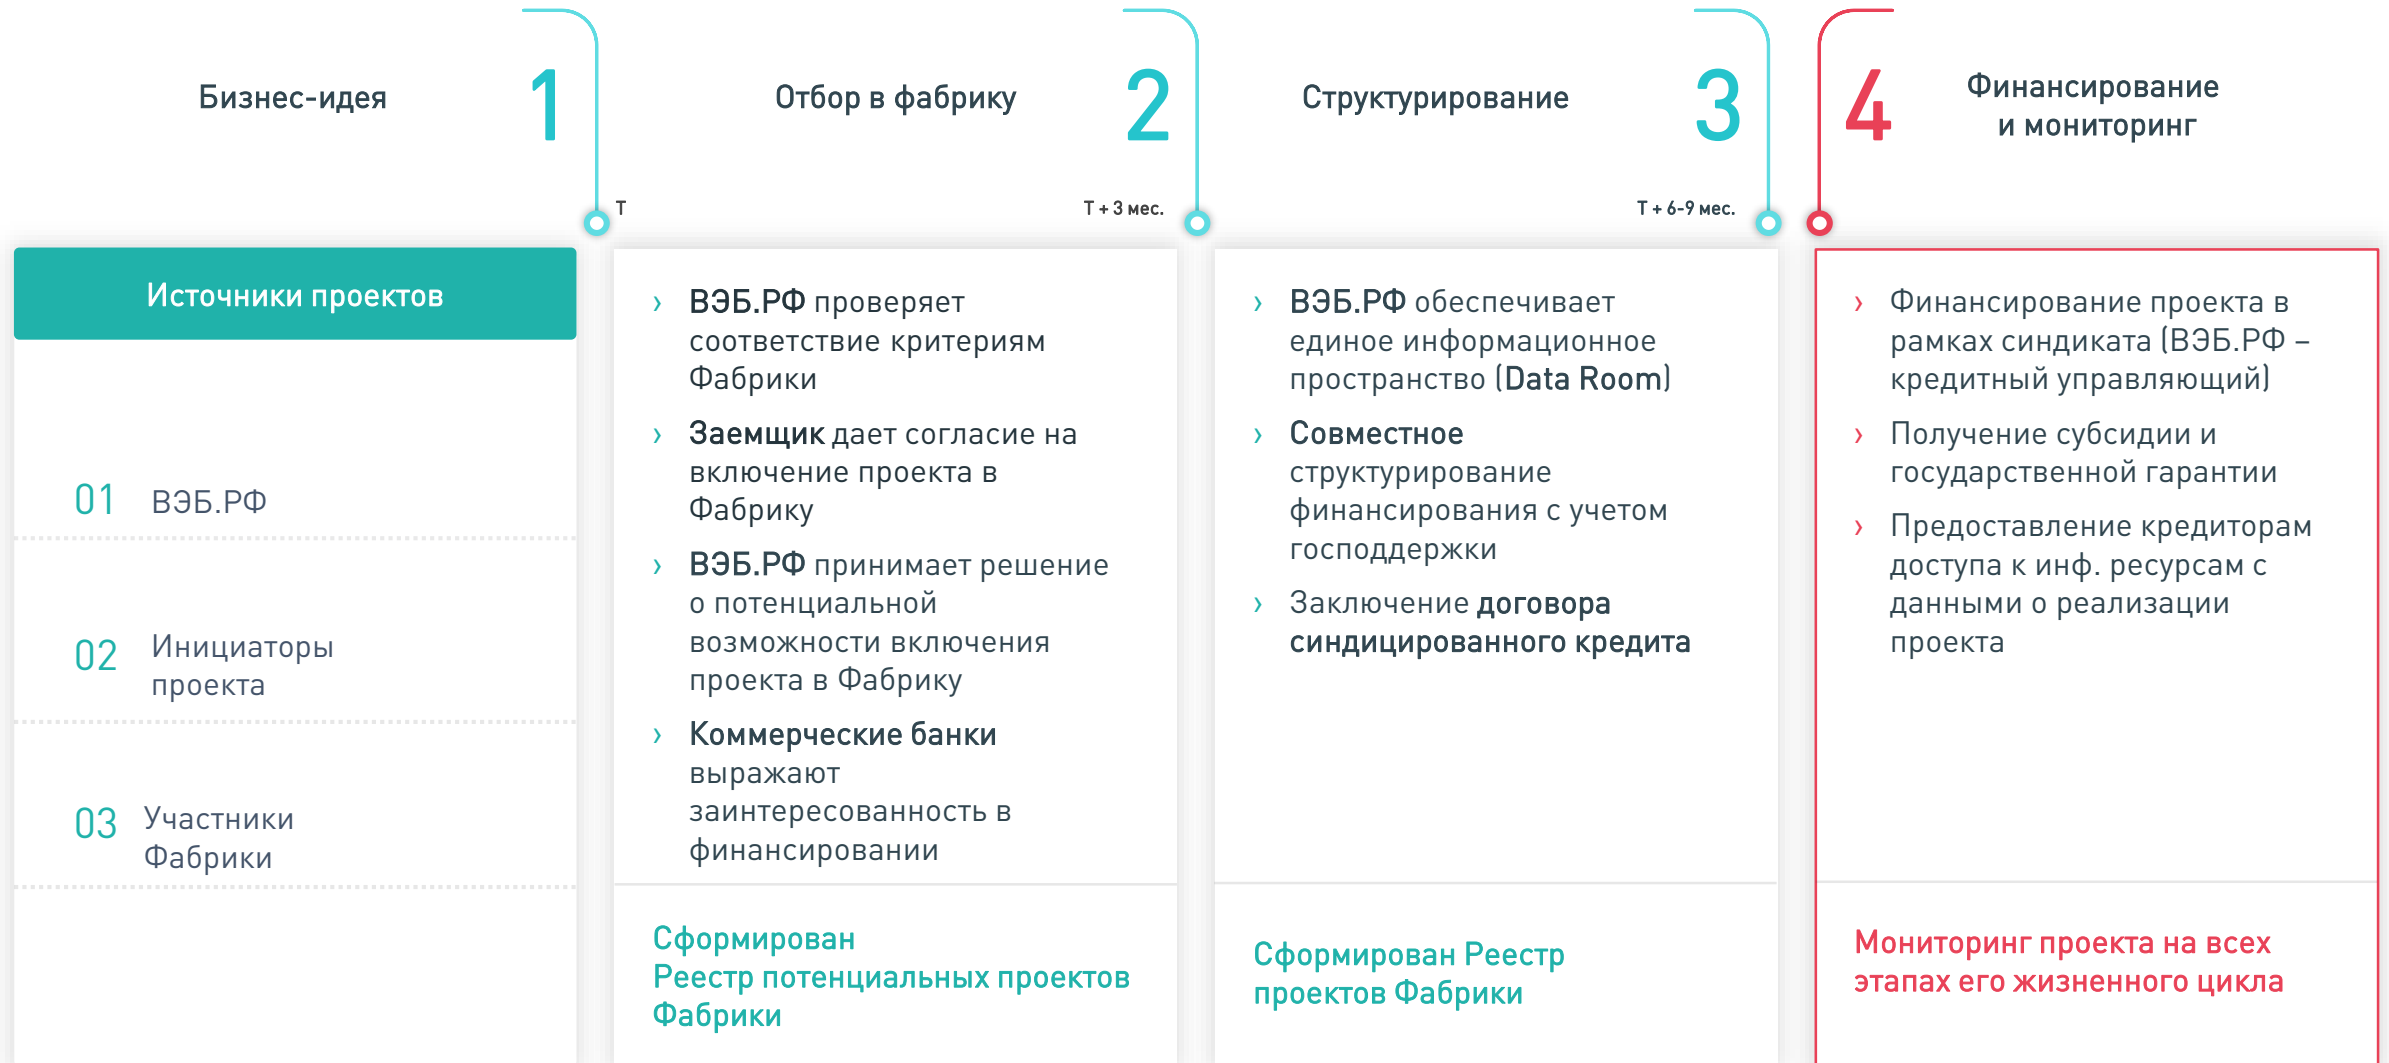 Бизнес-идея
1
T
Отбор в фабрику
2
T + 3 мес.
Структурирование
3
T + 6-9 мес.
4
Финансирование
и мониторинг
Источники проектов
01
ВЭБ.РФ
02
Инициаторы
проекта
03
Участники
Фабрики
› ВЭБ.РФ проверяет
соответствие критериям
Фабрики
› Заемщик дает согласие на
включение проекта в
Фабрику
› ВЭБ.РФ принимает решение
о потенциальной
возможности включения
проекта в Фабрику
› Коммерческие банки
выражают
заинтересованность в
финансировании
Сформирован
Реестр потенциальных проектов
Фабрики
› ВЭБ.РФ обеспечивает
единое информационное
пространство (Data Room)
› Совместное
структурирование
финансирования с учетом
господдержки
› Заключение договора
синдицированного кредита
Сформирован Реестр
проектов Фабрики
› Финансирование проекта в
рамках синдиката (ВЭБ.РФ –
кредитный управляющий)
› Получение субсидии и
государственной гарантии
› Предоставление кредиторам
доступа к инф. ресурсам с
данными о реализации
проекта
Мониторинг проекта на всех
этапах его жизненного цикла